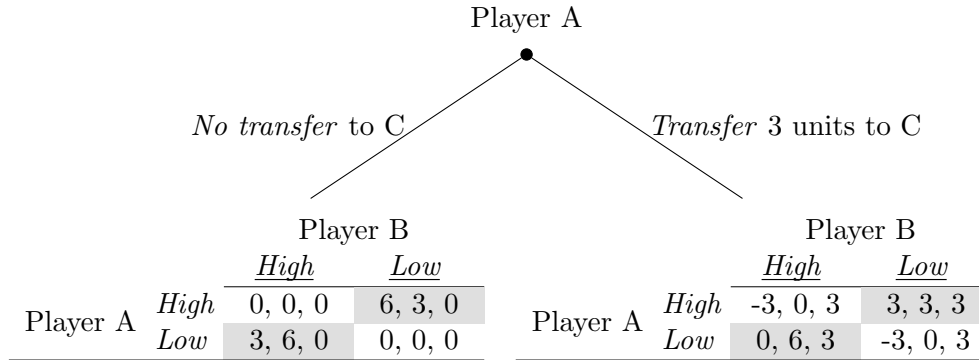 Player A
No transfer to C
Transfer 3 units to C
Player B
High Low
Player A
High 0, 0, 0 6, 3, 0
Low 3, 6, 0 0, 0, 0
Player B
High Low
Player A
High -3, 0, 3 3, 3, 3
Low 0, 6, 3 -3, 0, 3